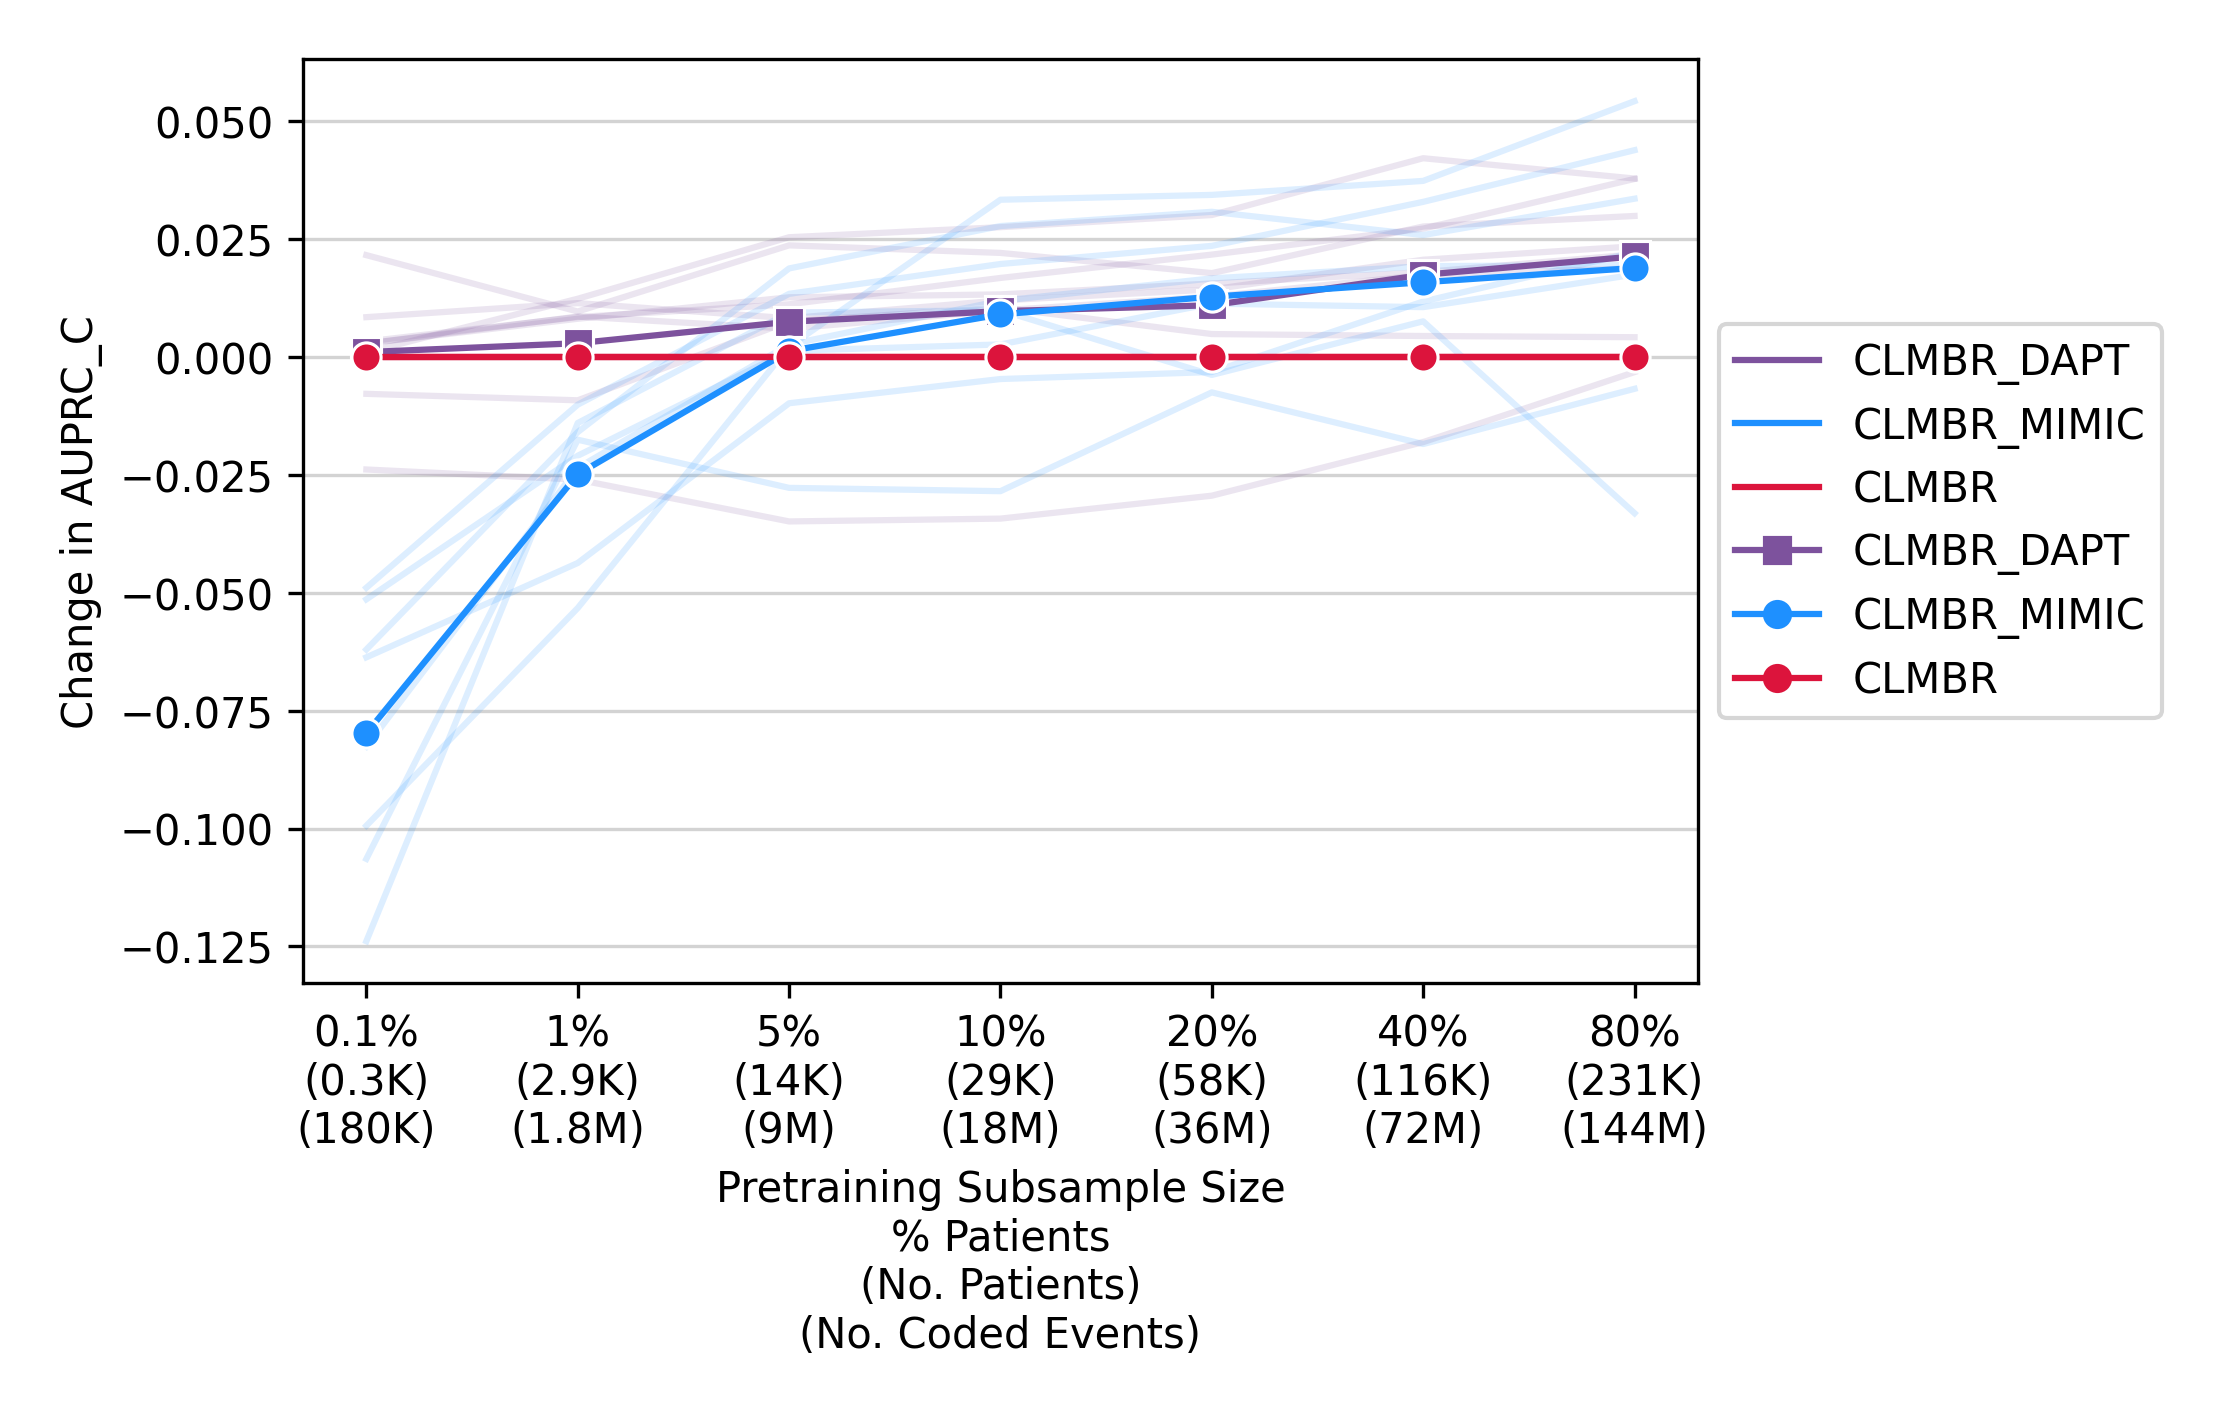 0.050
0.025
0.000
−0.025
−0.050
−0.075
−0.100
−0.125
Change in AUPRC_C
0.1% 1% 5% 10% 20% 40% 80%
(0.3K) (2.9K) (14K) (29K) (58K) (116K) (231K)
(180K) (1.8M) (9M) (18M) (36M) (72M) (144M)
Pretraining Subsample Size
% Patients
(No. Patients)
(No. Coded Events)
CLMBR_DAPT
CLMBR_MIMIC
CLMBR
CLMBR_DAPT
CLMBR_MIMIC
CLMBR